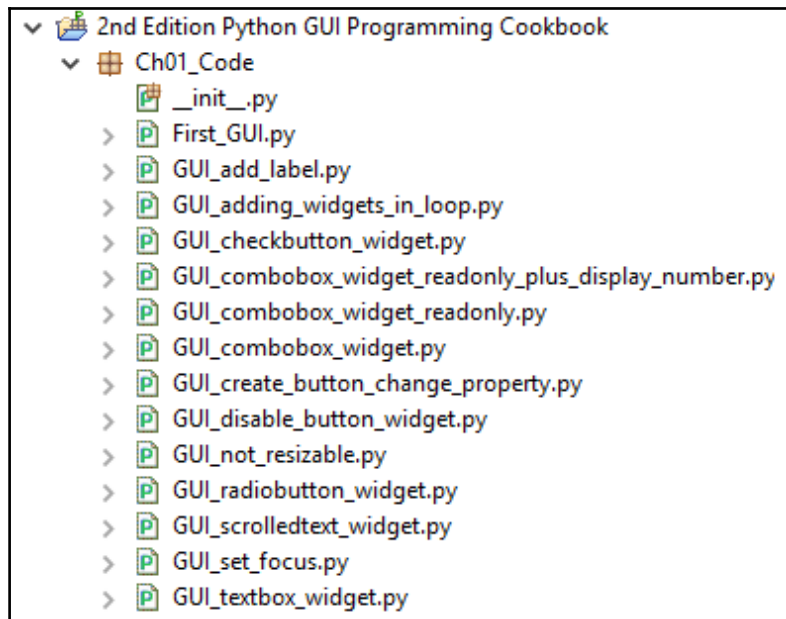 2nd Edition Python GUI Programming Cookbook
Ch01_Code
__init__.py
First_GUI.py
GUI_add_label.py
GUI_adding_widgets_in_loop.py
GUI_checkbutton_widget.py
GUI_combobox_widget_readonly_plus_display_number.py
GUI_combobox_widget_readonly.py
GUI_combobox_widget.py
GUI_create_button_change_property.py
GUI_disable_button_widget.py
GUI_not_resizable.py
GUI_radiobutton_widget.py
GUI_scrolledtext_widget.py
GUI_set_focus.py
GUI_textbox_widget.py